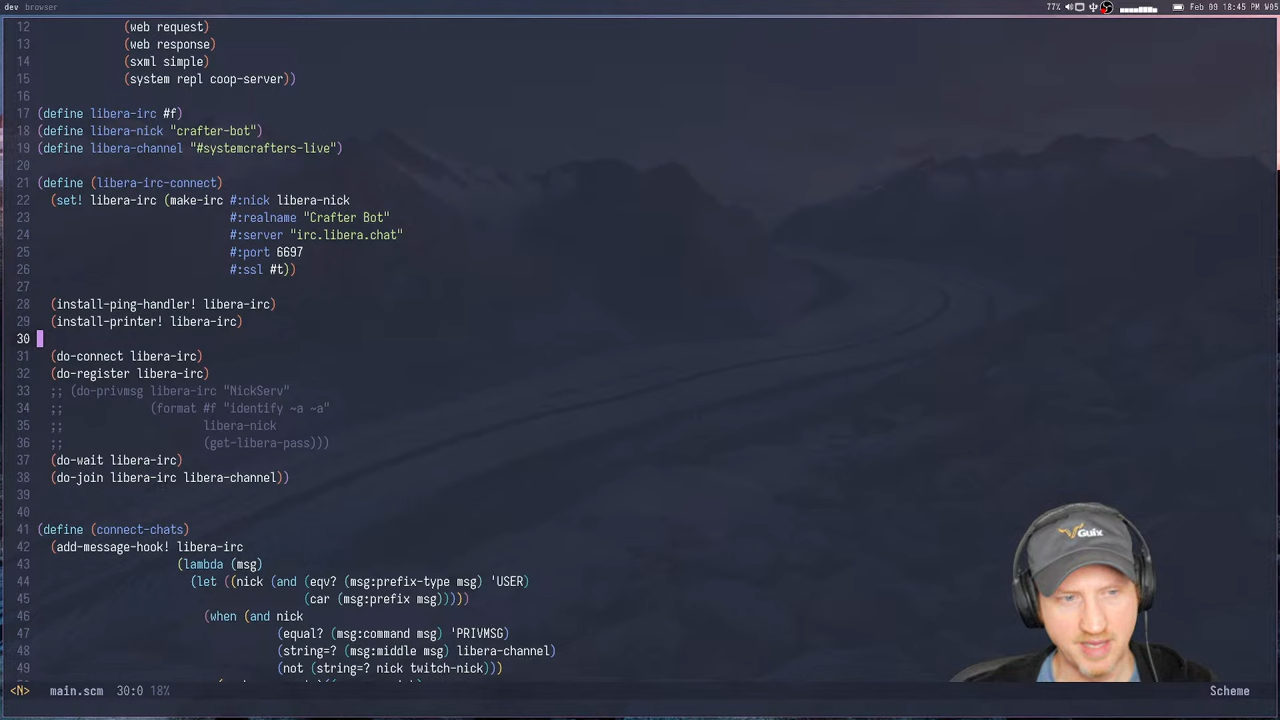 dev browser
77%
Feb 09 18:45 W05
12 (web request)
13 (web response)
14 (sxml simple)
15 (system repl coop-server))
16
17 (define libera-irc #f)
18 (define libera-nick "crafter-bot")
19 (define libera-channel "#systemcrafters-live")
20
21 (define (libera-irc-connect)
22 (set! libera-irc (make-irc #:nick libera-nick
23 #:realname "Crafter Bot"
24 #:server "irc.libera.chat"
25 #:port 6697
26 #:ssl #t))
27
28 (install-ping-handler! libera-irc)
29 (install-printer! libera-irc)
30
31 (do-connect libera-irc)
32 (do-register libera-irc)
33 ;; (do-privmsg libera-irc "NickServ"
34 ;; (format #f "identify ~a ~a"
35 ;; libera-nick
36 ;; (get-libera-pass)))
37 (do-wait libera-irc)
38 (do-join libera-irc libera-channel))
39
40
41 (define (connect-chats)
42 (add-message-hook! libera-irc
43 (lambda (msg)
44 (let ((nick (and (eqv? (msg:prefix-type msg) 'USER)
45 (car (msg:prefix msg)))))
46 (when (and nick
47 (equal? (msg:command msg) 'PRIVMSG)
48 (string=? (msg:middle msg) libera-channel)
49 (not (string=? nick twitch-nick)))
Guix
<N> main.scm 30:0 18% Scheme